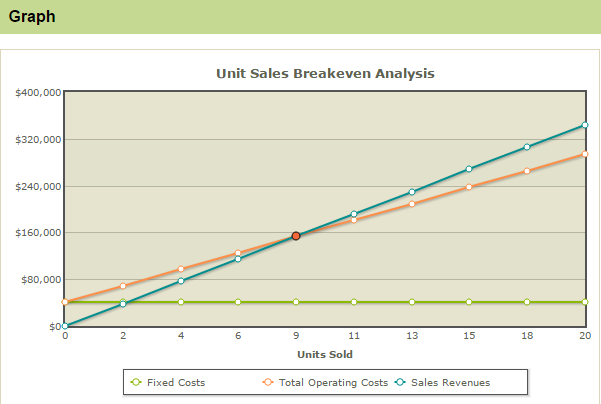 Graph
Unit Sales Breakeven Analysis
$400,000
$320,000
$240,000
$160,000
$80,000
$0
0 2 4 6 9 11 13 15 18 20
Units Sold
Fixed Costs Total Operating Costs Sales Revenues